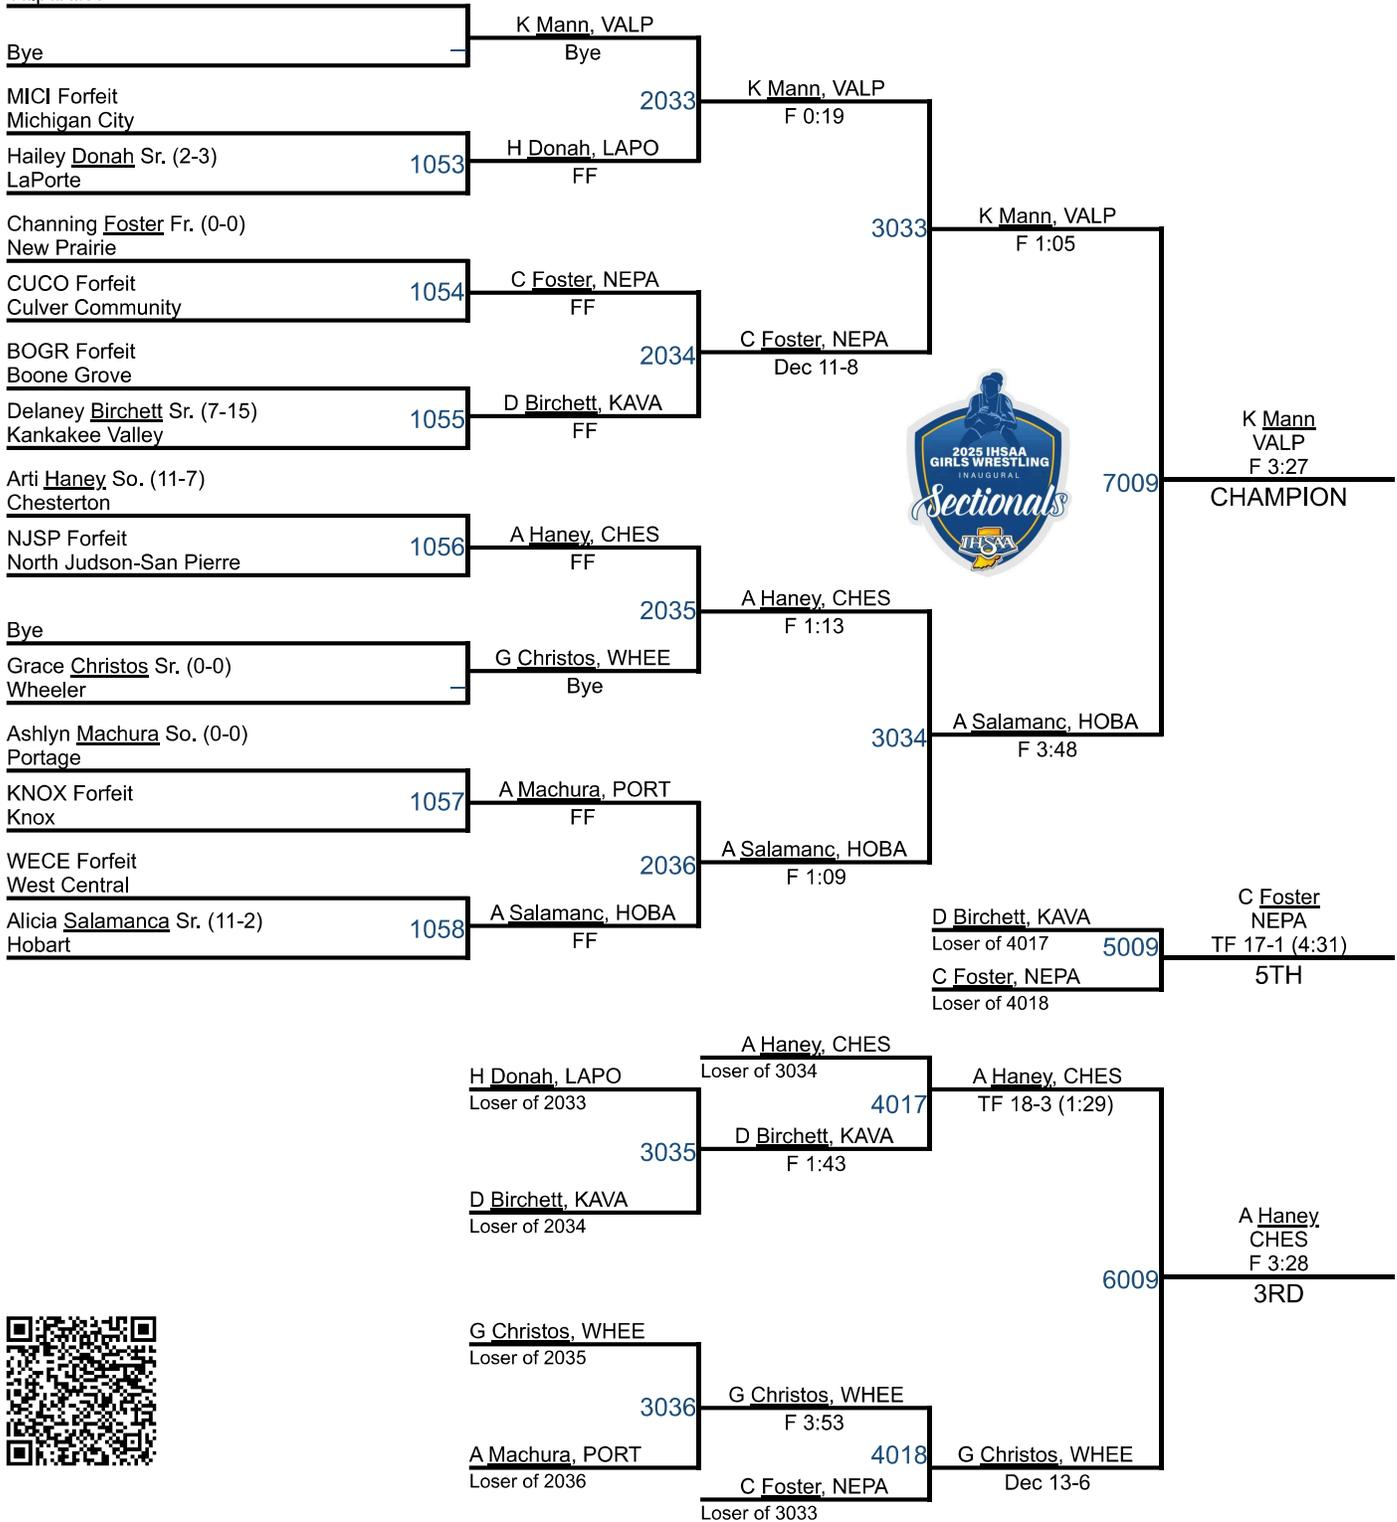 Bye
MICI Forfeit
Michigan City
Hailey Donah Sr. (2-3)
LaPorte
1053
Channing Foster Fr. (0-0)
New Prairie
CUCO Forfeit
Culver Community
1054
BOGR Forfeit
Boone Grove
Delaney Birchett Sr. (7-15)
Kankakee Valley
1055
Arti Haney So. (11-7)
Chesterton
NJSP Forfeit
North Judson-San Pierre
1056
Bye
Grace Christos Sr. (0-0)
Wheeler
Ashlyn Machura So. (0-0)
Portage
KNOX Forfeit
Knox
1057
WECE Forfeit
West Central
Alicia Salamanca Sr. (11-2)
Hobart
1058
K Mann, VALP
Bye
2033
H Donah, LAPO
FF
C Foster, NEPA
FF
2034
D Birchett, KAVA
FF
A Haney, CHES
FF
2035
G Christos, WHEE
Bye
A Machura, PORT
FF
2036
A Salamanc, HOBA
FF
K Mann, VALP
F 0:19
3033
C Foster, NEPA
Dec 11-8
A Haney, CHES
F 1:13
3034
A Salamanc, HOBA
F 1:09
K Mann, VALP
F 1:05
2025 IHSAA
GIRLS WRESTLING
INAUGURAL
Sectionals
IHSAA
7009
A Salamanc, HOBA
F 3:48
K Mann
VALP
F 3:27
CHAMPION
D Birchett, KAVA
Loser of 4017
5009
C Foster, NEPA
Loser of 4018
C Foster
NEPA
TF 17-1 (4:31)
5TH
H Donah, LAPO
Loser of 2033
3035
D Birchett, KAVA
Loser of 2034
G Christos, WHEE
Loser of 2035
3036
A Machura, PORT
Loser of 2036
A Haney, CHES
Loser of 3034
4017
D Birchett, KAVA
F 1:43
G Christos, WHEE
F 3:53
4018
C Foster, NEPA
Loser of 3033
A Haney, CHES
TF 18-3 (1:29)
6009
G Christos, WHEE
Dec 13-6
A Haney
CHES
F 3:28
3RD